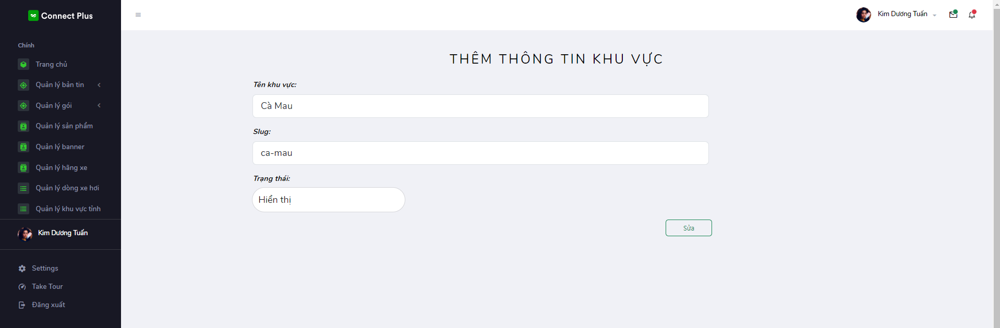 Connect Plus
Kim Dương Tuấn
Chính
Trang chủ
Quản lý bản tin
Quản lý gói
Quản lý sản phẩm
Quản lý banner
Quản lý hãng xe
Quản lý dòng xe hơi
Quản lý khu vực tỉnh
Kim Dương Tuấn
Settings
Take Tour
Đăng xuất
THÊM THÔNG TIN KHU VỰC
Tên khu vực:
Cà Mau
Slug:
ca-mau
Trạng thái:
Hiển thị
Sửa